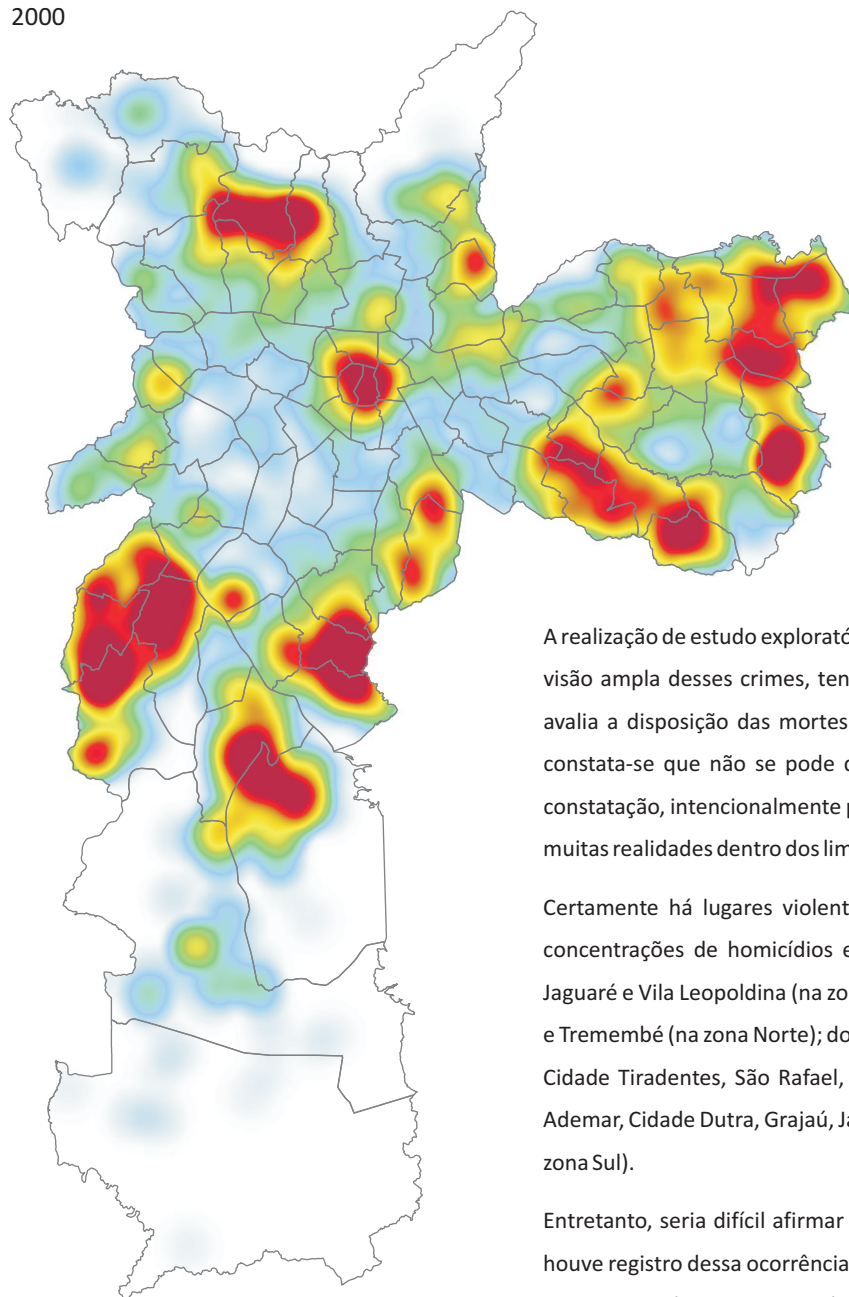 2000
A realização de estudo explorató
visão ampla desses crimes, ten
avalia a disposição das mortes
constata-se que não se pode d
constatação, intencionalmente p
muitas realidades dentro dos lim
Certamente há lugares violent
concentrações de homicídios e
Jaguaré e Vila Leopoldina (na zo
e Tremembé (na zona Norte); do
Cidade Tiradentes, São Rafael,
Ademar, Cidade Dutra, Grajaú, Ja
zona Sul).
Entretanto, seria difícil afirmar
houve registro dessa ocorrência